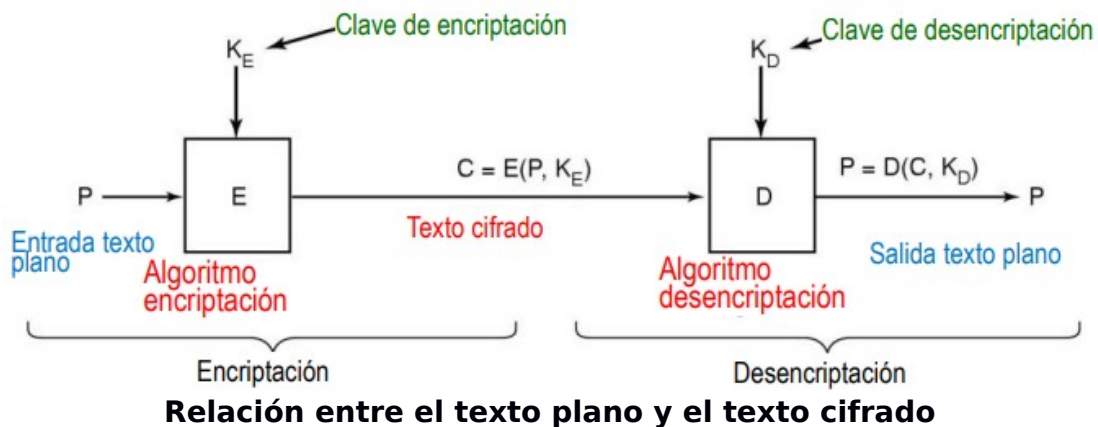 Clave de encriptación
Clave de desencriptación
K_E
K_D
C = E(P, K_E)
P = D(C, K_D)
P
E
D
P
Entrada texto
plano
Texto cifrado
Salida texto plano
Algoritmo
encriptación
Algoritmo
desencriptación
Encriptación
Desencriptación
Relación entre el texto plano y el texto cifrado